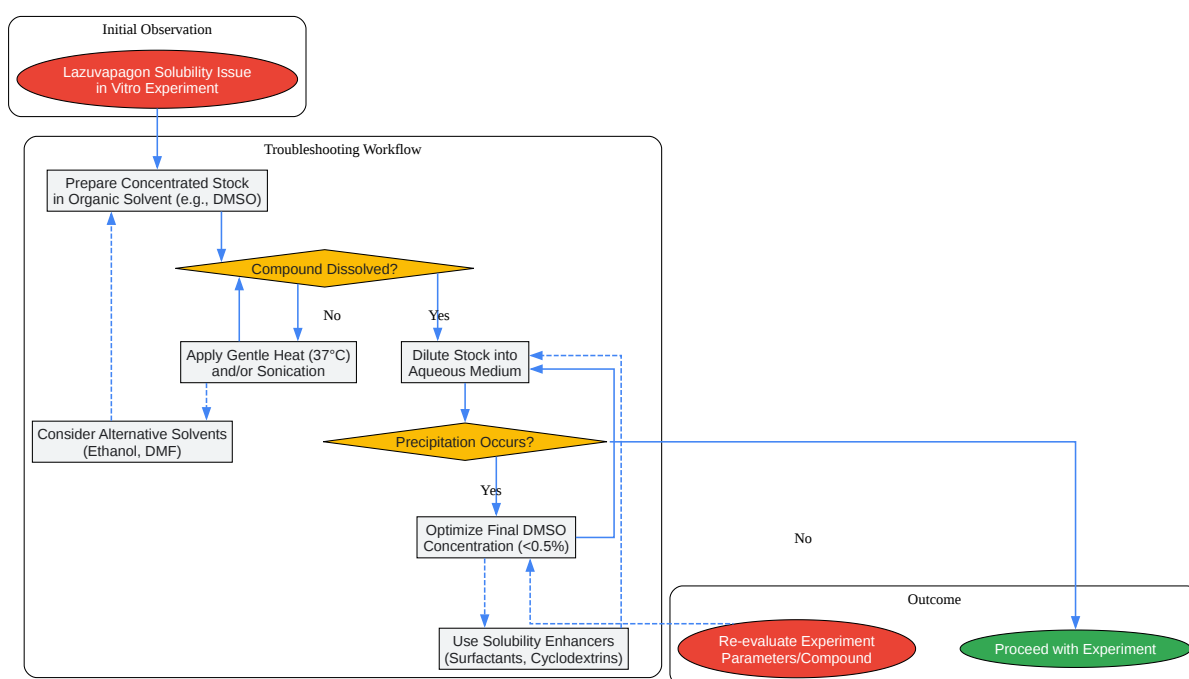 Initial Observation
Lazuvapagon Solubility Issue
in Vitro Experiment
Troubleshooting Workflow
Prepare Concentrated Stock
in Organic Solvent (e.g., DMSO)
Compound Dissolved?
No
Yes
Apply Gentle Heat (37°C)
and/or Sonication
Dilute Stock into
Aqueous Medium
Consider Alternative Solvents
(Ethanol, DMF)
Precipitation Occurs?
Yes
Optimize Final DMSO
Concentration (<0.5%)
No
Outcome
Use Solubility Enhancers
(Surfactants, Cyclodextrins)
Re-evaluate Experiment
Parameters/Compound
Proceed with Experiment